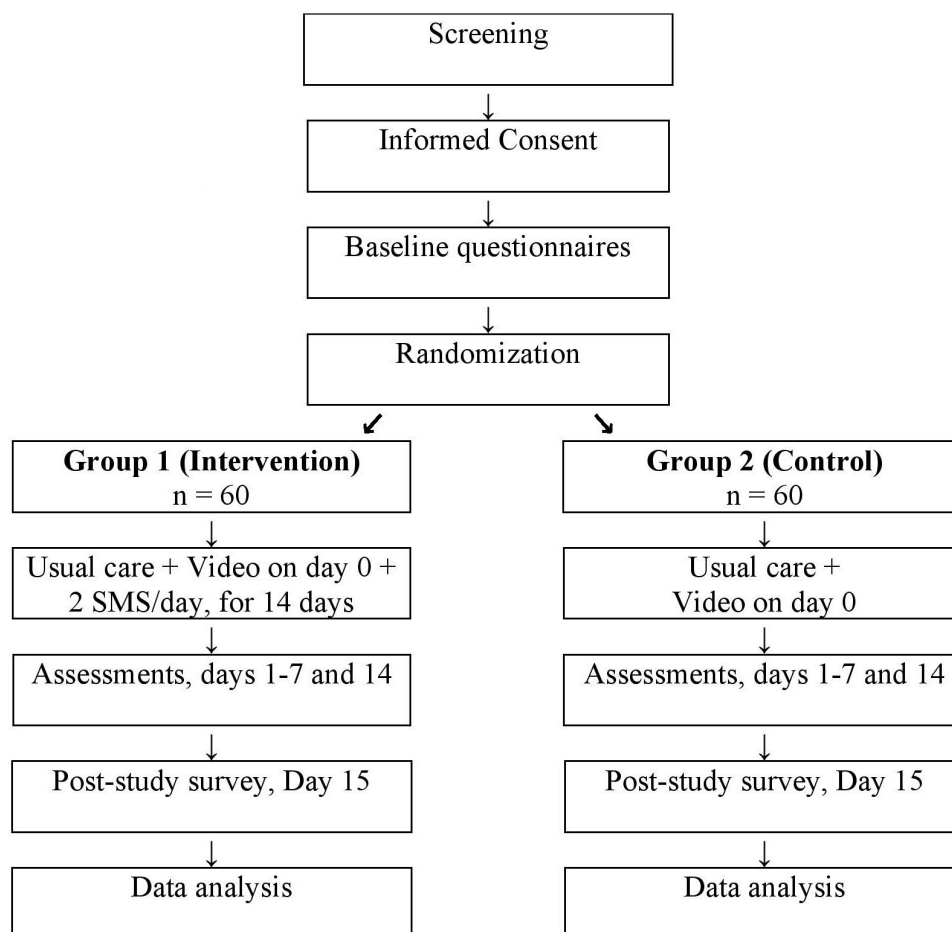 Screening
↓
Informed Consent
↓
Baseline questionnaires
↓
Randomization
↙ ↘
Group 1 (Intervention)
n = 60
↓
Usual care + Video on day 0 +
2 SMS/day, for 14 days
↓
Assessments, days 1-7 and 14
↓
Post-study survey, Day 15
↓
Data analysis
Group 2 (Control)
n = 60
↓
Usual care +
Video on day 0
↓
Assessments, days 1-7 and 14
↓
Post-study survey, Day 15
↓
Data analysis